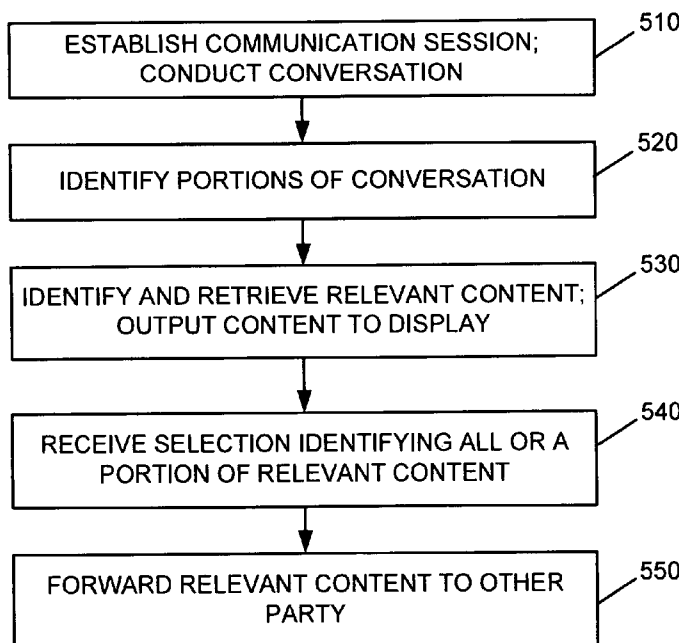 510
ESTABLISH COMMUNICATION SESSION;
CONDUCT CONVERSATION
520
IDENTIFY PORTIONS OF CONVERSATION
530
IDENTIFY AND RETRIEVE RELEVANT CONTENT;
OUTPUT CONTENT TO DISPLAY
540
RECEIVE SELECTION IDENTIFYING ALL OR A
PORTION OF RELEVANT CONTENT
550
FORWARD RELEVANT CONTENT TO OTHER
PARTY